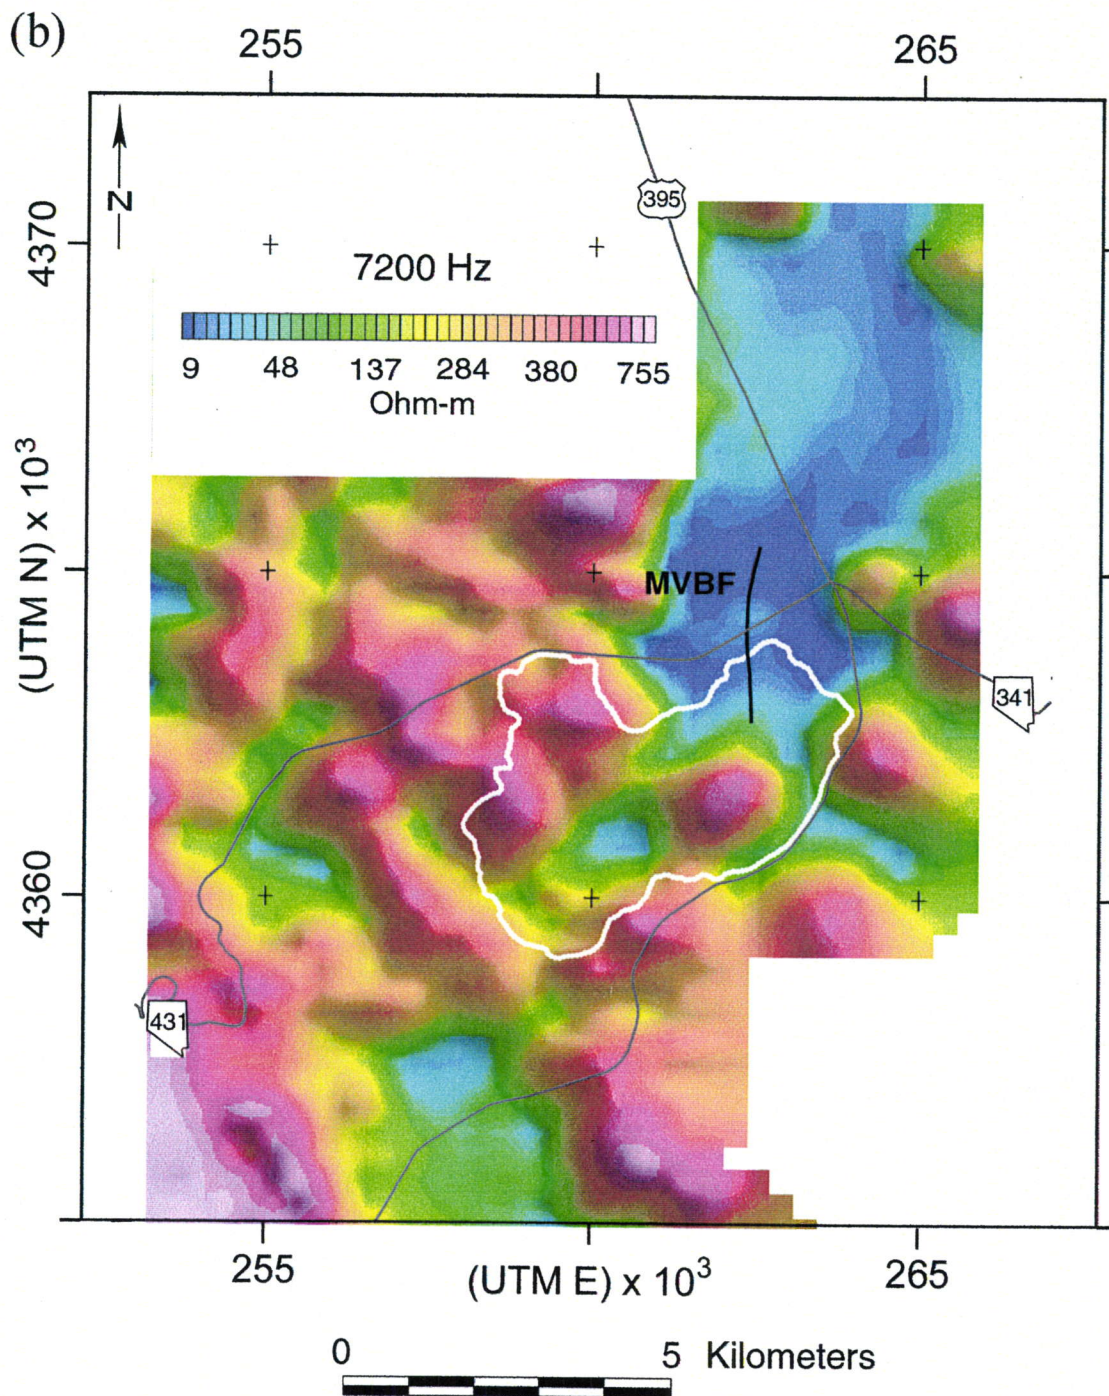 (b)
255
265
N
395
4370
7200 Hz
9 48 137 284 380 755
Ohm-m
(UTM N) x 10³
MVBF
341
4360
431
255
(UTM E) x 10³
265
0 5 Kilometers